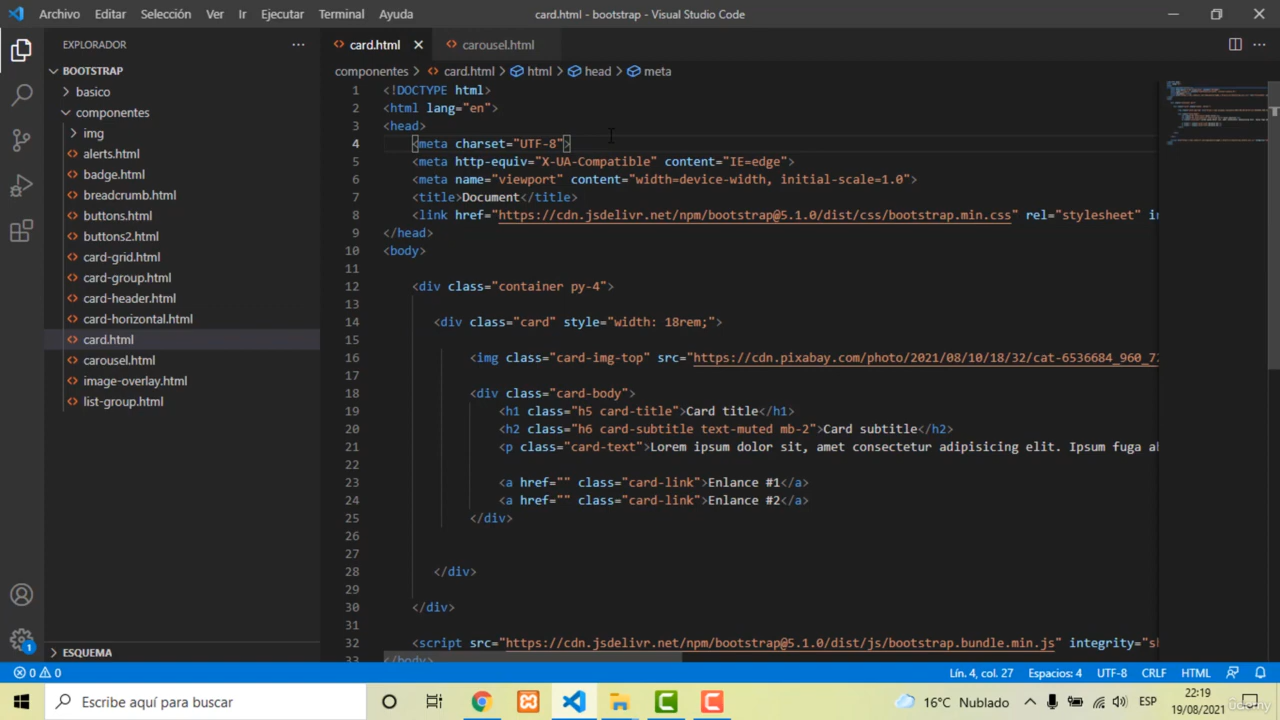 Archivo Editar Selección Ver Ir Ejecutar Terminal Ayuda card.html - bootstrap - Visual Studio Code
EXPLORADOR
BOOTSTRAP
basico
componentes
img
alerts.html
badge.html
breadcrumb.html
buttons.html
buttons2.html
card-grid.html
card-group.html
card-header.html
card-horizontal.html
card.html
carousel.html
image-overlay.html
list-group.html
ESQUEMA
card.html carousel.html
componentes > card.html > html > head > meta
1 <!DOCTYPE html>
2 <html lang="en">
3 <head>
4 <meta charset="UTF-8">
5 <meta http-equiv="X-UA-Compatible" content="IE=edge">
6 <meta name="viewport" content="width=device-width, initial-scale=1.0">
7 <title>Document</title>
8 <link href="https://cdn.jsdelivr.net/npm/bootstrap@5.1.0/dist/css/bootstrap.min.css" rel="stylesheet" in
9 </head>
10 <body>
11
12 <div class="container py-4">
13
14 <div class="card" style="width: 18rem;">
15
16 <img class="card-img-top" src="https://cdn.pixabay.com/photo/2021/08/10/18/32/cat-6536684_960_72
17
18 <div class="card-body">
19 <h1 class="h5 card-title">Card title</h1>
20 <h2 class="h6 card-subtitle text-muted mb-2">Card subtitle</h2>
21 <p class="card-text">Lorem ipsum dolor sit, amet consectetur adipisicing elit. Ipsum fuga al
22
23 <a href="" class="card-link">Enlance #1</a>
24 <a href="" class="card-link">Enlance #2</a>
25 </div>
26
27
28 </div>
29
30 </div>
31
32 <script src="https://cdn.jsdelivr.net/npm/bootstrap@5.1.0/dist/js/bootstrap.bundle.min.js" integrity="s
33 </body>
1
0 0 Lín. 4, col. 27 Espacios: 4 UTF-8 CRLF HTML
Escribe aquí para buscar 16°C Nublado ESP 22:19
19/08/2021
udemy